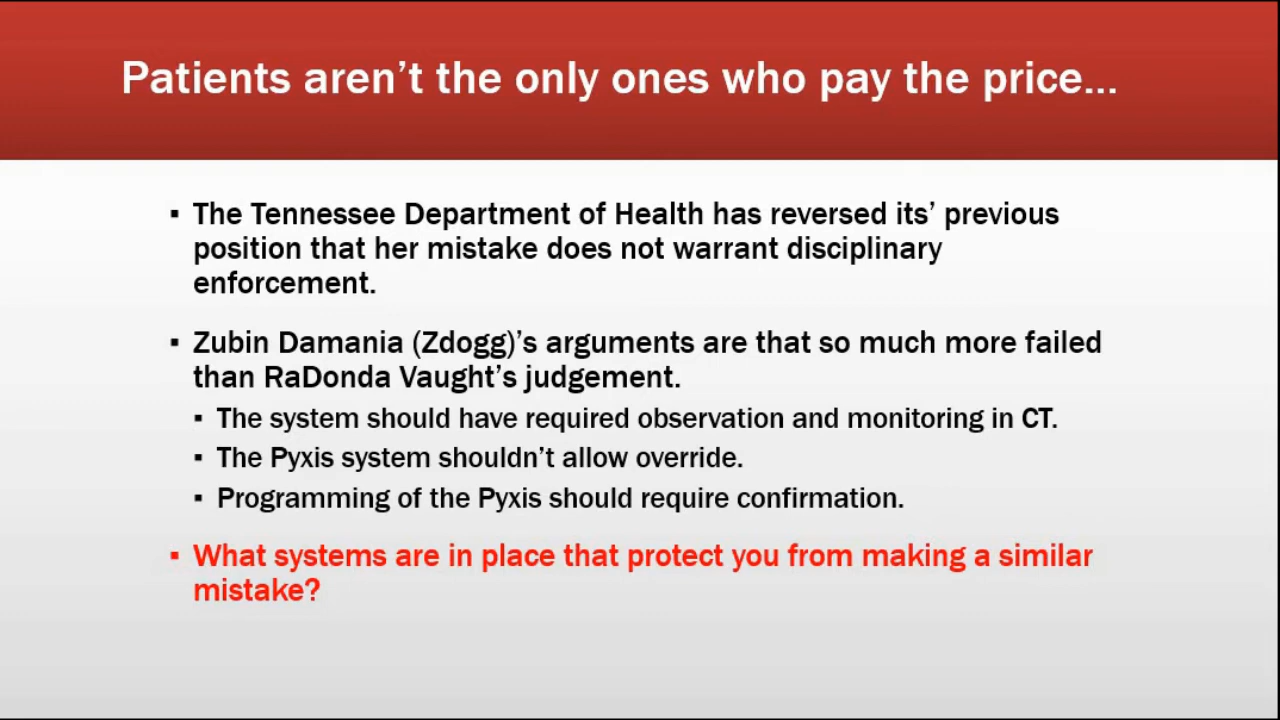 Patients aren’t the only ones who pay the price...
▪ The Tennessee Department of Health has reversed its’ previous
position that her mistake does not warrant disciplinary
enforcement.
▪ Zubin Damania (Zdogg)’s arguments are that so much more failed
than RaDonda Vaught’s judgement.
▪ The system should have required observation and monitoring in CT.
▪ The Pyxis system shouldn’t allow override.
▪ Programming of the Pyxis should require confirmation.
▪ What systems are in place that protect you from making a similar
mistake?